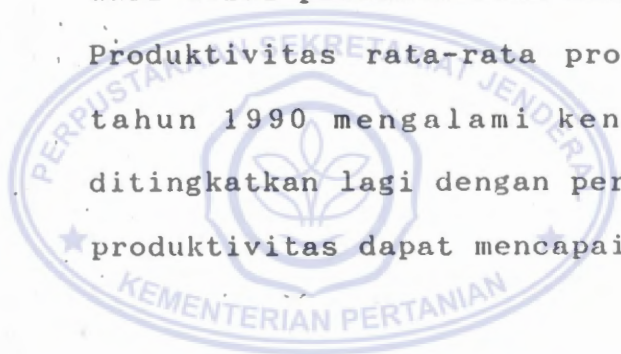 Produktivitas rata-rata pro
tahun 1990 mengalami ken
ditingkatkan lagi dengan per
produktivitas dapat mencapai
PERPUSTAKAAN SEKRETARIAT JENDERAL
KEMENTERIAN PERTANIAN